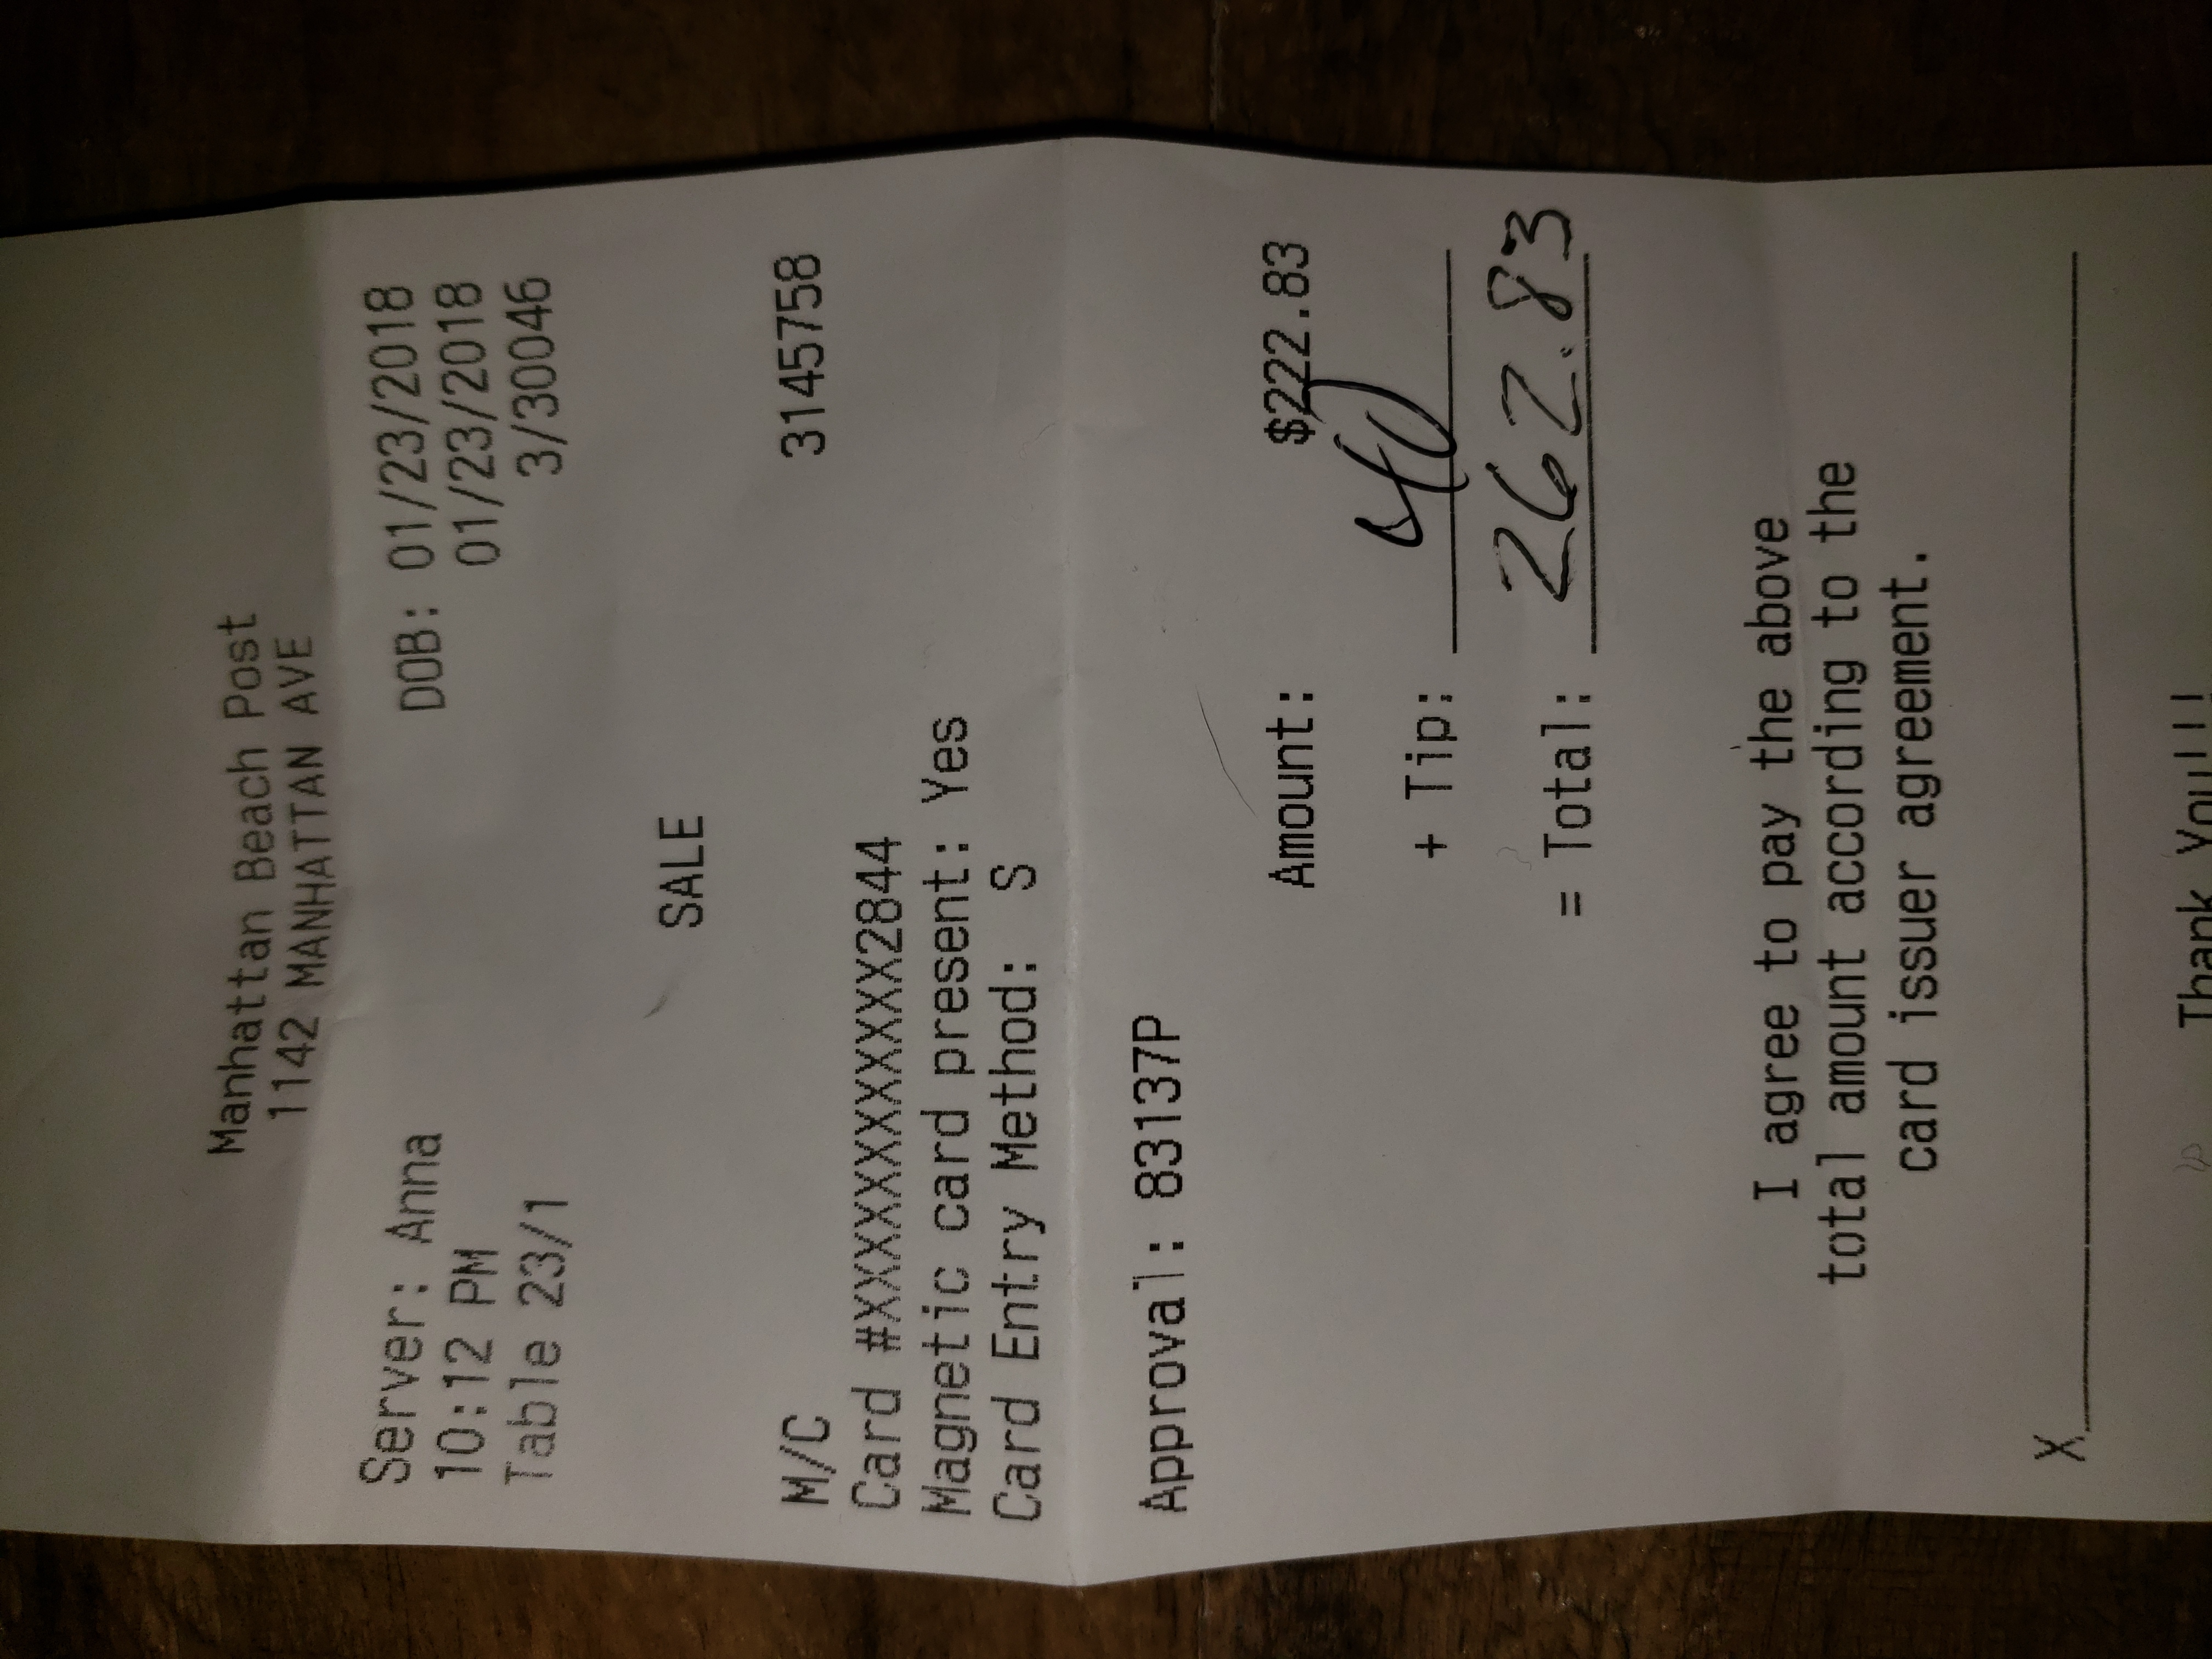 Manhattan Beach Post
1142 MANHATTAN AVE
Server: Anna DOB: 01/23/2018
10:12 PM 01/23/2018
Table 23/1 3/30046
SALE
M/C 3145758
Card #XXXXXXXXXXXX2844
Magnetic card present: Yes
Card Entry Method: S
Approval: 83137P
Amount: $222.83
+ Tip: 40
= Total: 262.83
I agree to pay the above
total amount according to the
card issuer agreement.
X
Thank You!!!